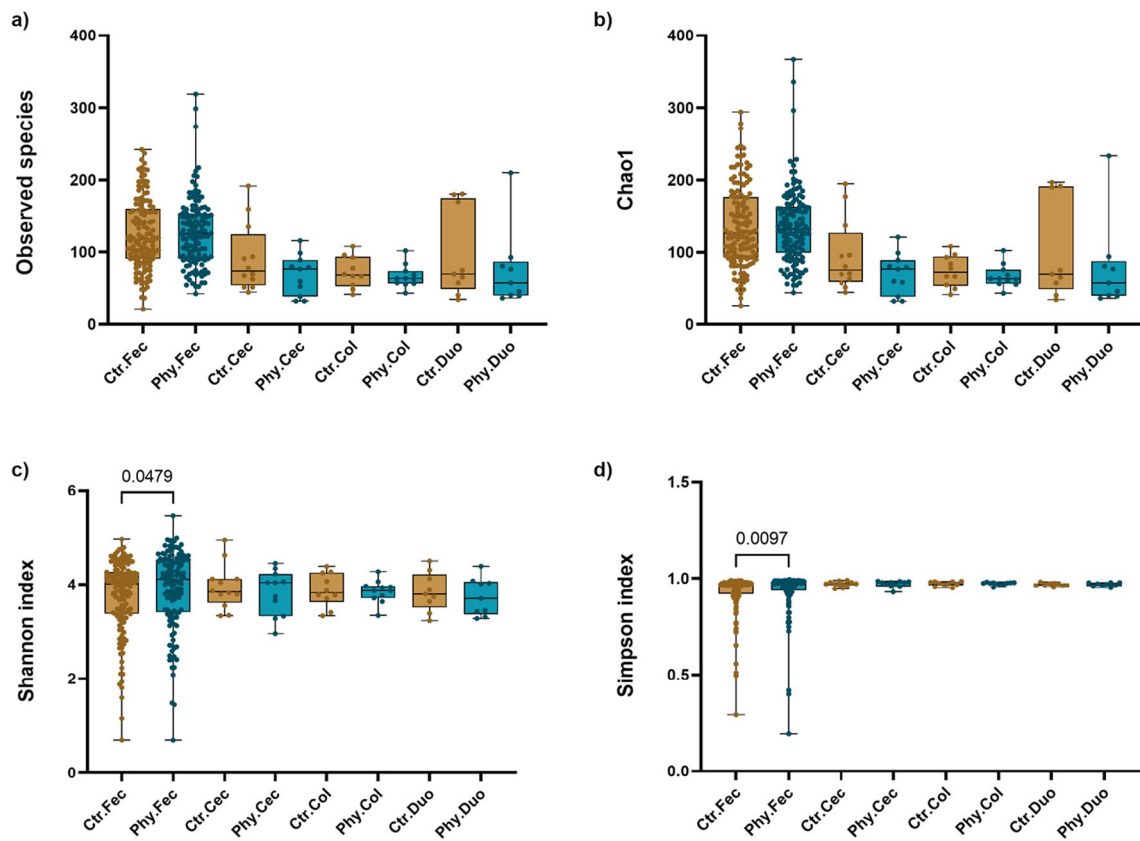 a)
Observed species
400
300
200
100
0
Ctr.Fec
Phy.Fec
Ctr.Cec
Phy.Cec
Ctr.Col
Phy.Col
Ctr.Duo
Phy.Duo
b)
Chao1
400
300
200
100
0
Ctr.Fec
Phy.Fec
Ctr.Cec
Phy.Cec
Ctr.Col
Phy.Col
Ctr.Duo
Phy.Duo
c)
Shannon index
0.0479
6
4
2
0
Ctr.Fec
Phy.Fec
Ctr.Cec
Phy.Cec
Ctr.Col
Phy.Col
Ctr.Duo
Phy.Duo
d)
Simpson index
0.0097
1.5
1.0
0.5
0.0
Ctr.Fec
Phy.Fec
Ctr.Cec
Phy.Cec
Ctr.Col
Phy.Col
Ctr.Duo
Phy.Duo